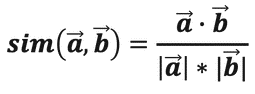 sim(a⃗,b⃗) = (a⃗ · b⃗) / (|a⃗| * |b⃗|)